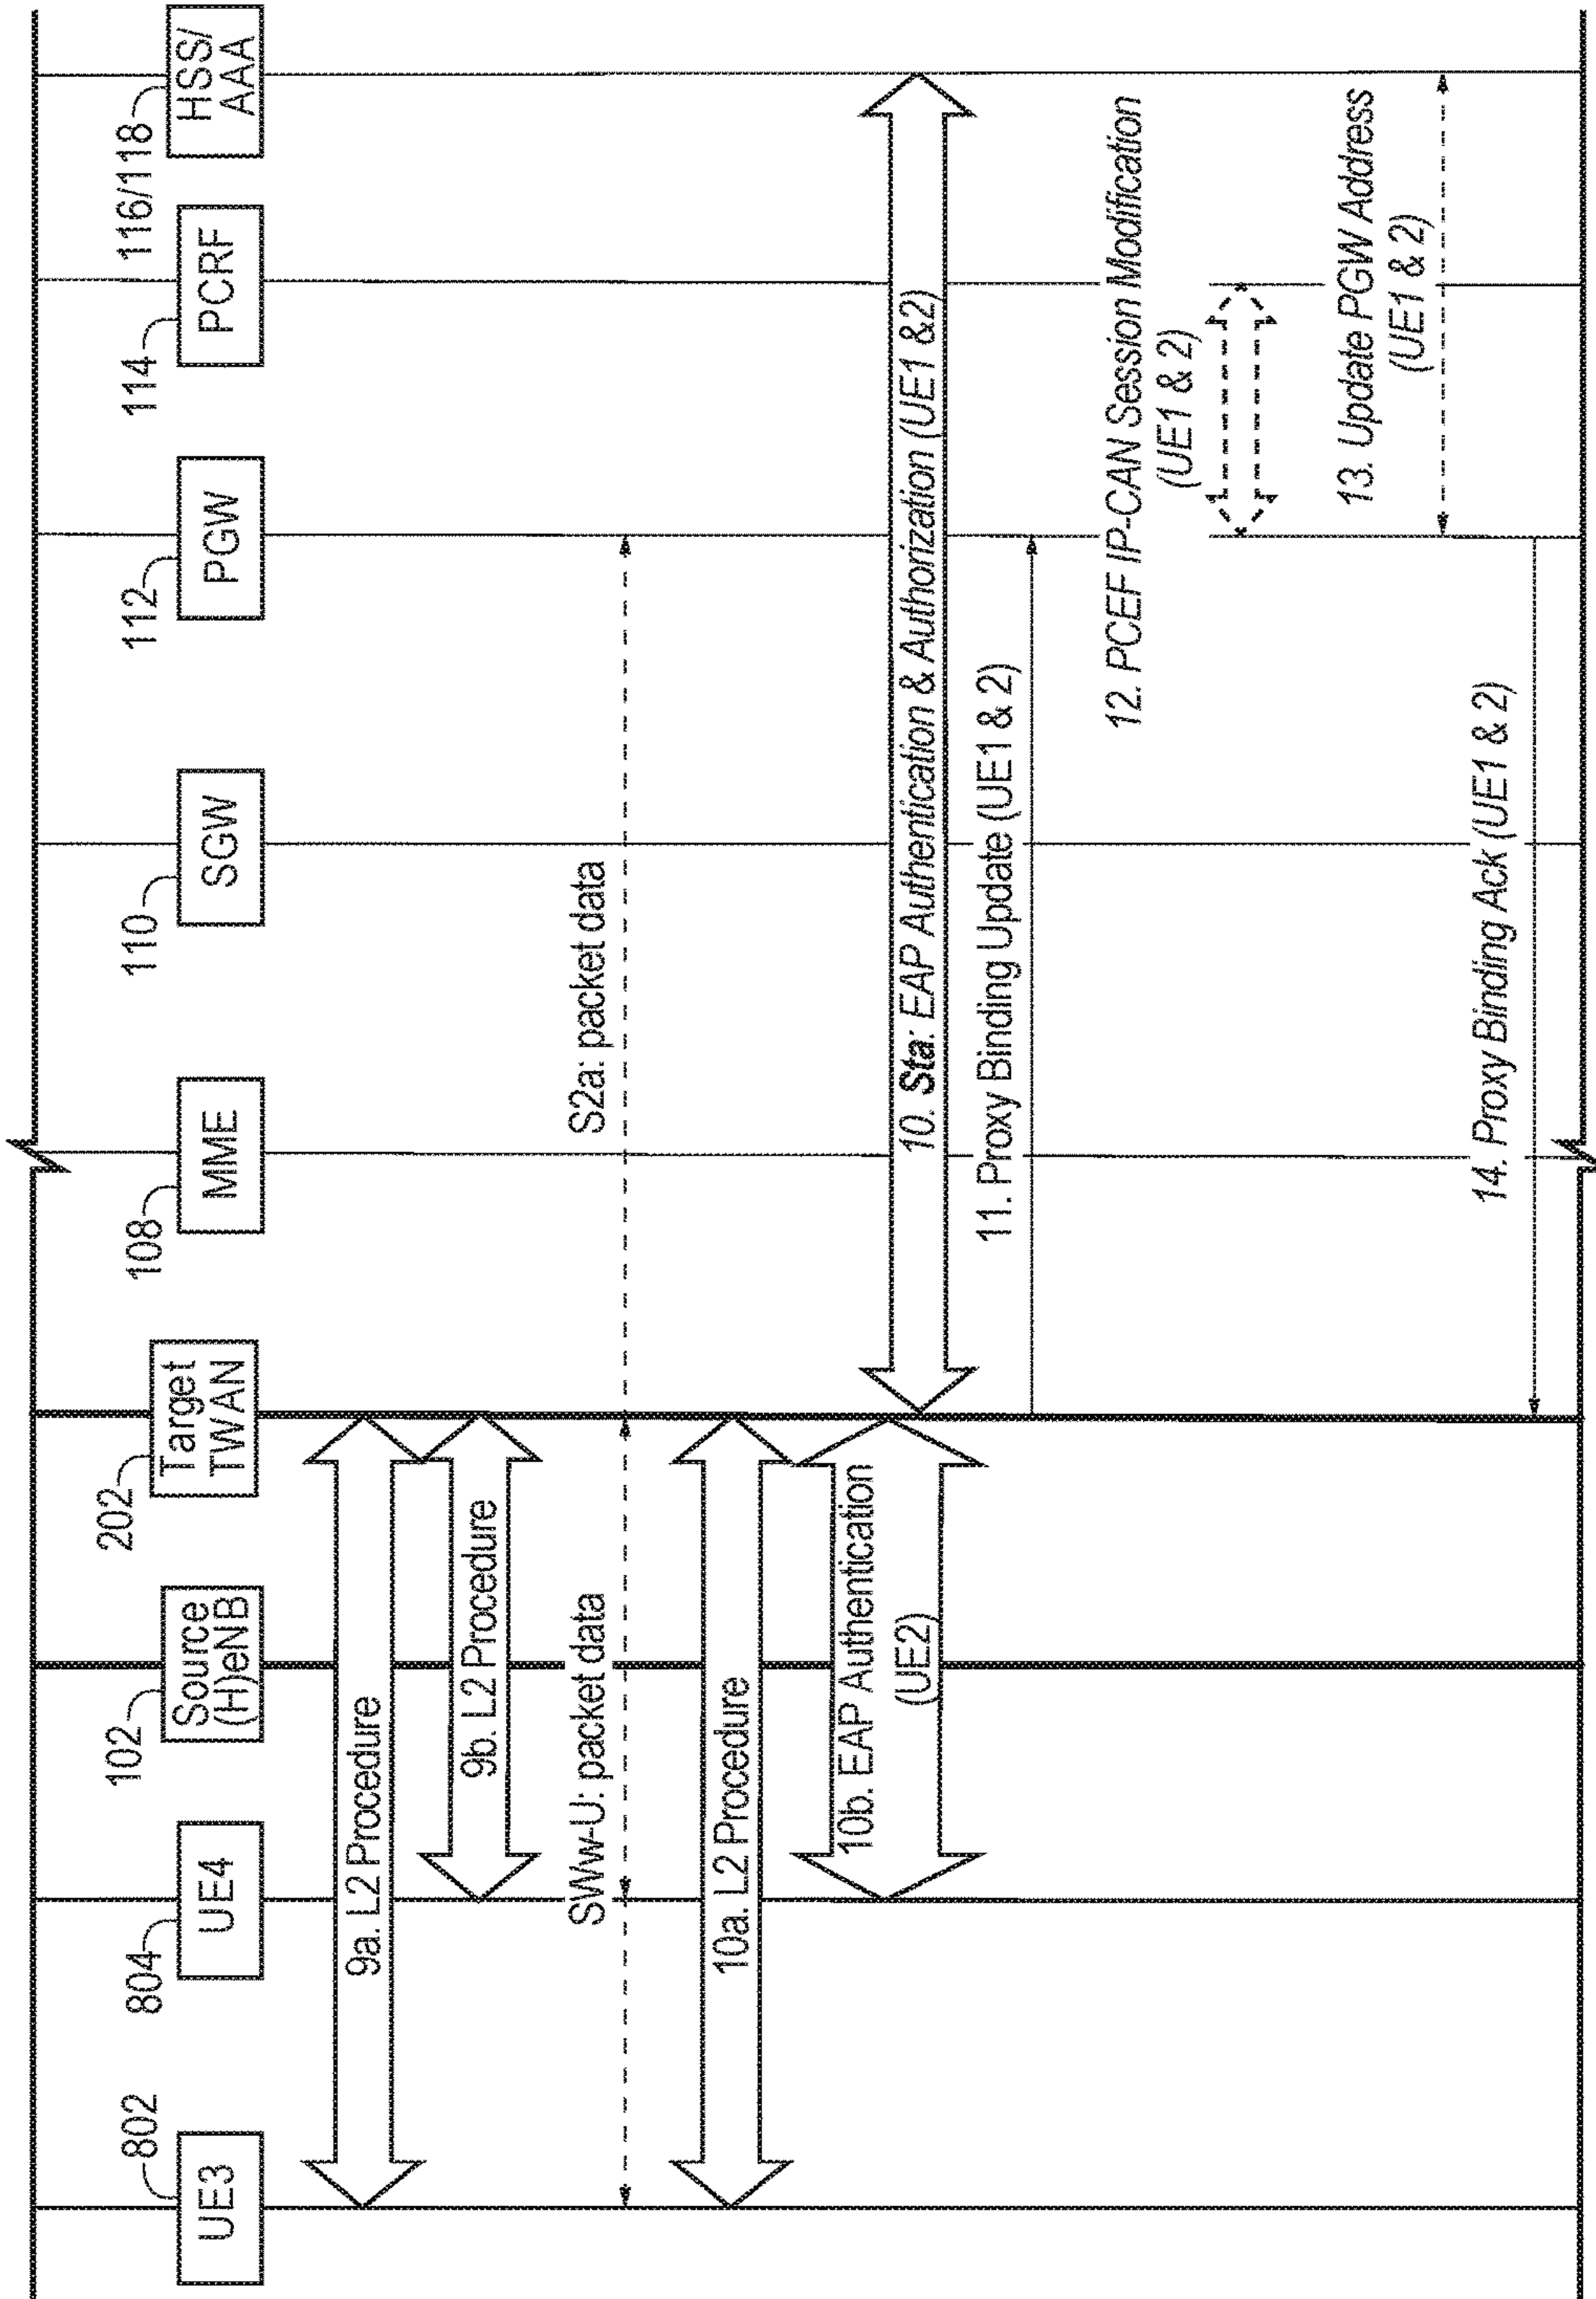 802
804
102
202
108
110
112
114
116/118
UE3
UE4
Source
(H)eNB
Target
TWAN
MME
SGW
PGW
PCRF
HSS/
AAA
9a. L2 Procedure
9b. L2 Procedure
SWw-U: packet data
S2a: packet data
10a. L2 Procedure
10b. EAP Authentication
(UE2)
10. Sta: EAP Authentication & Authorization (UE1 &2)
11. Proxy Binding Update (UE1 & 2)
12. PCEF IP-CAN Session Modification
(UE1 & 2)
13. Update PGW Address
(UE1 & 2)
14. Proxy Binding Ack (UE1 & 2)